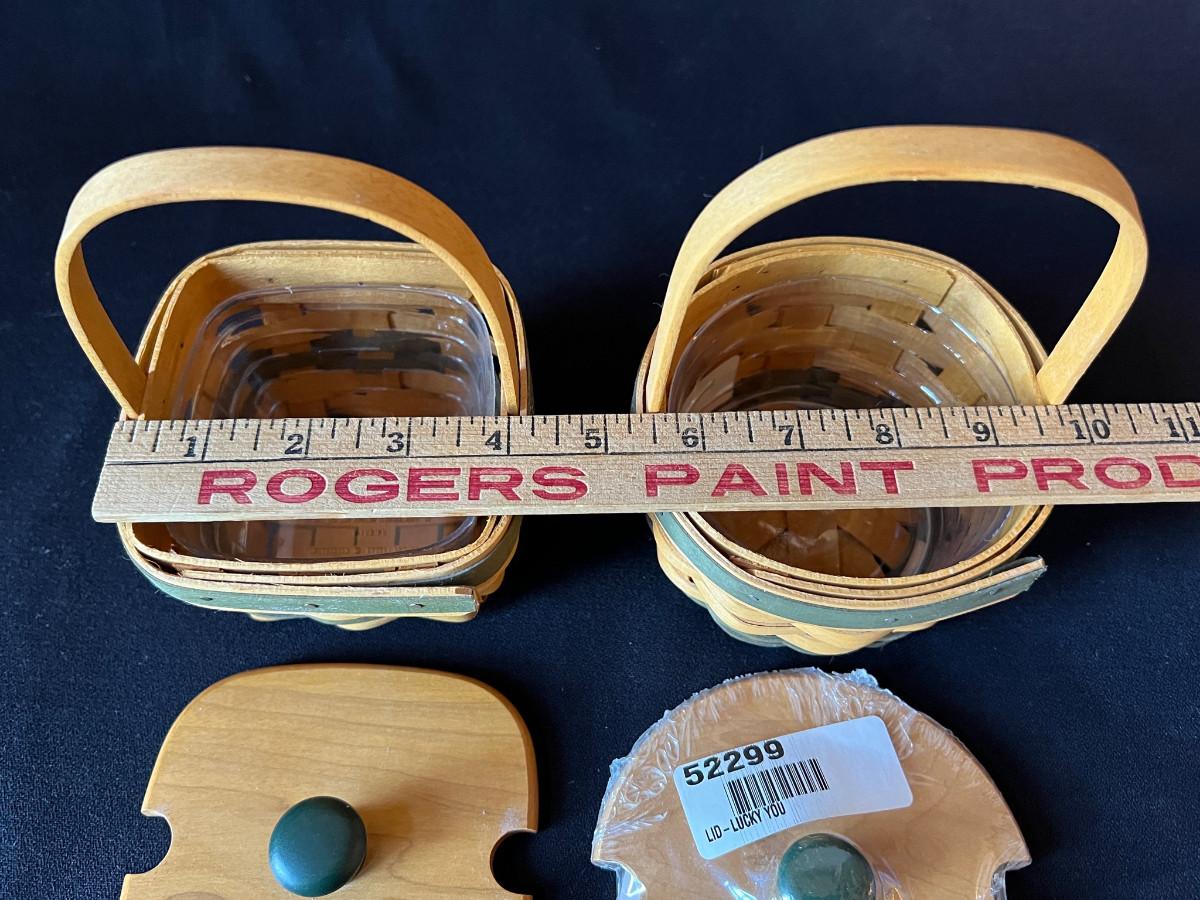 1 2 3 4 5 6 7 8 9 10 11
ROGERS PAINT PROD
52299
LID-LUCKY YOU